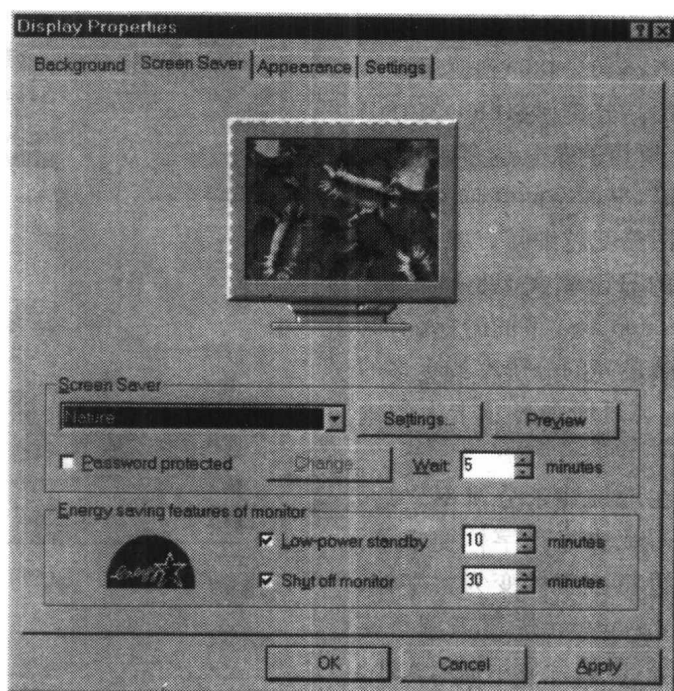 Display Properties
Background Screen Saver Appearance Settings
Screen Saver
Nature
Settings... Preview
Password protected Change... Wait: 5 minutes
Energy saving features of monitor
Low-power standby 10 minutes
Shut off monitor 30 minutes
OK Cancel Apply